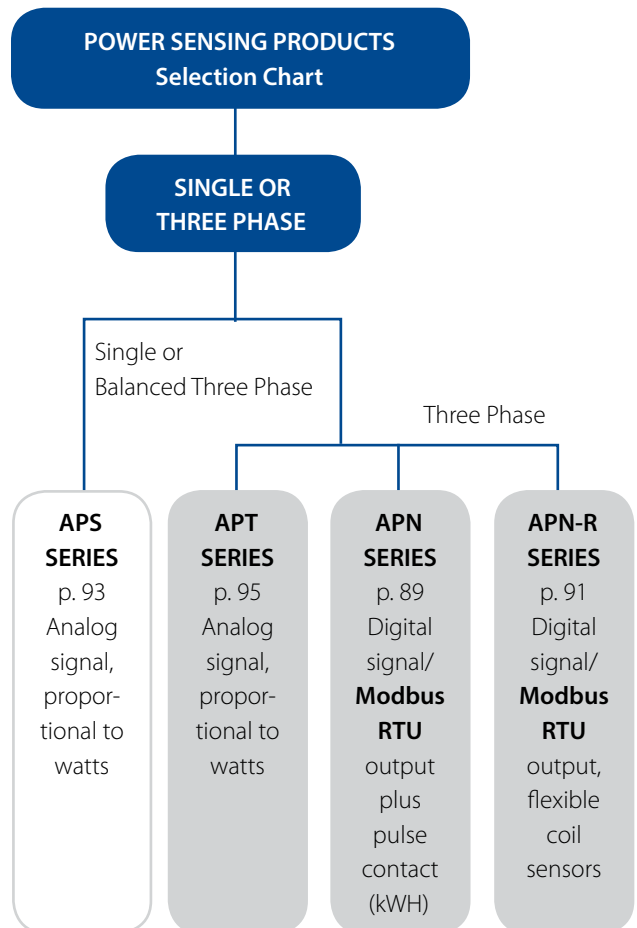 POWER SENSING PRODUCTS
Selection Chart
SINGLE OR
THREE PHASE
Single or
Balanced Three Phase
Three Phase
APS
SERIES
p. 93
Analog
signal,
propor-
tional to
watts
APT
SERIES
p. 95
Analog
signal,
propor-
tional to
watts
APN
SERIES
p. 89
Digital
signal/
Modbus
RTU
output
plus
pulse
contact
(kWH)
APN-R
SERIES
p. 91
Digital
signal/
Modbus
RTU
output,
flexible
coil
sensors